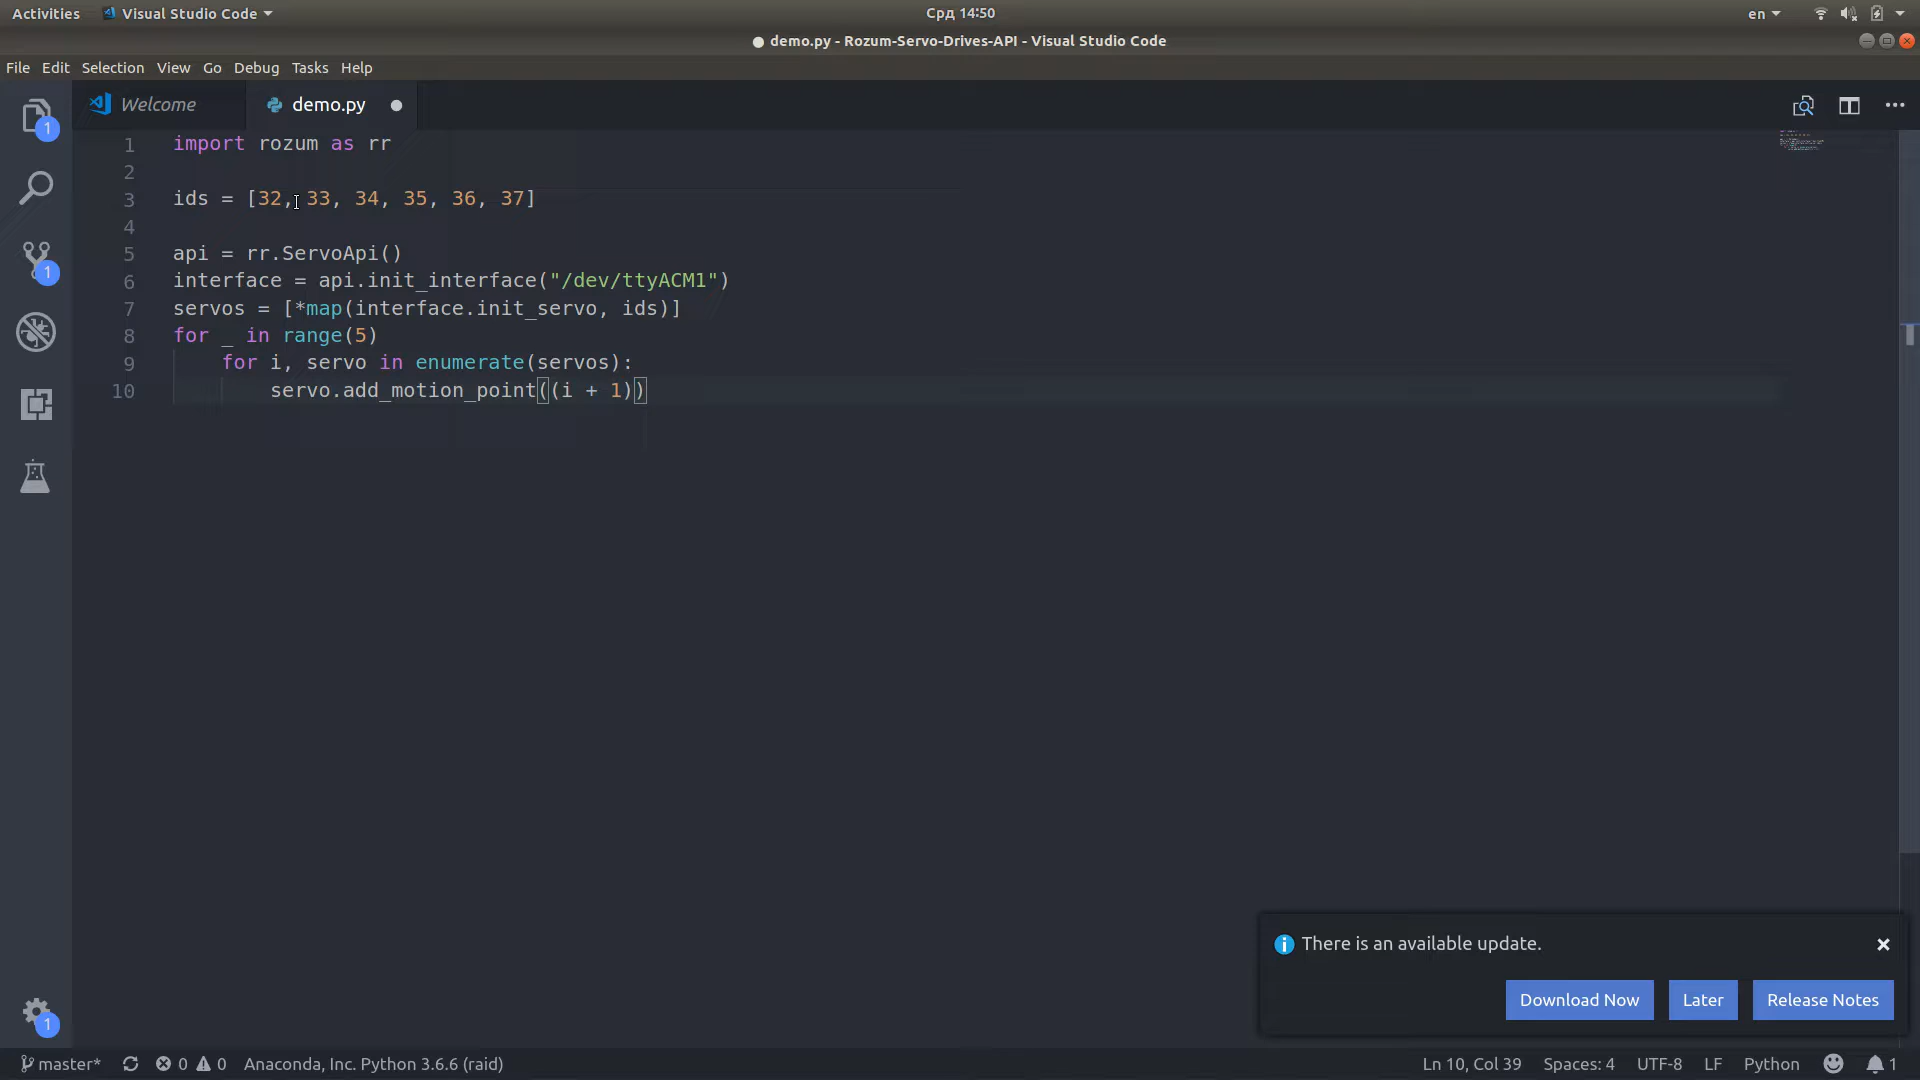 Activities Visual Studio Code Срд 14:50 en
demo.py - Rozum-Servo-Drives-API - Visual Studio Code
File Edit Selection View Go Debug Tasks Help
Welcome demo.py
1 import rozum as rr
2
3 ids = [32, 33, 34, 35, 36, 37]
4
5 api = rr.ServoApi()
6 interface = api.init_interface("/dev/ttyACM1")
7 servos = [*map(interface.init_servo, ids)]
8 for _ in range(5)
9 for i, servo in enumerate(servos):
10 servo.add_motion_point((i + 1))
1
1
1
There is an available update.
Download Now Later Release Notes
master* 0 0 Anaconda, Inc. Python 3.6.6 (raid) Ln 10, Col 39 Spaces: 4 UTF-8 LF Python 1